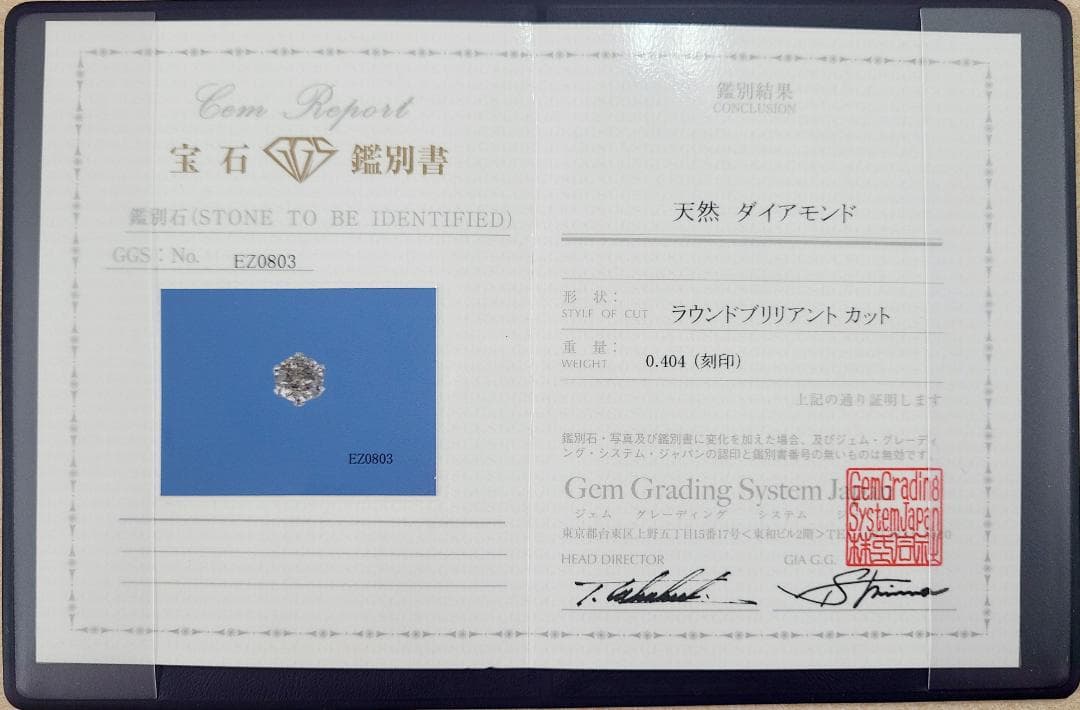 Gem Report
宝石 GGS 鑑別書
鑑別石(STONE TO BE IDENTIFIED)
GGS：No. EZ0803
EZ0803
鑑別結果
CONCLUSION
天然 ダイアモンド
形 状：
STYLE OF CUT ラウンドブリリアント カット
重 量：
WEIGHT 0.404 (刻印)
上記の通り証明します
鑑別石・写真及び鑑別書に変化を加えた場合、及びジェム・グレーディ
ング・システム・ジャパンの認印と鑑別書番号の無いものは無効です。
Gem Grading System Ja
ジェム グレーディング システム
東京都台東区上野五丁目15番17号＜東和ビル2階＞TE
GemGrading
SystemJapan
HEAD DIRECTOR GIA G.G.